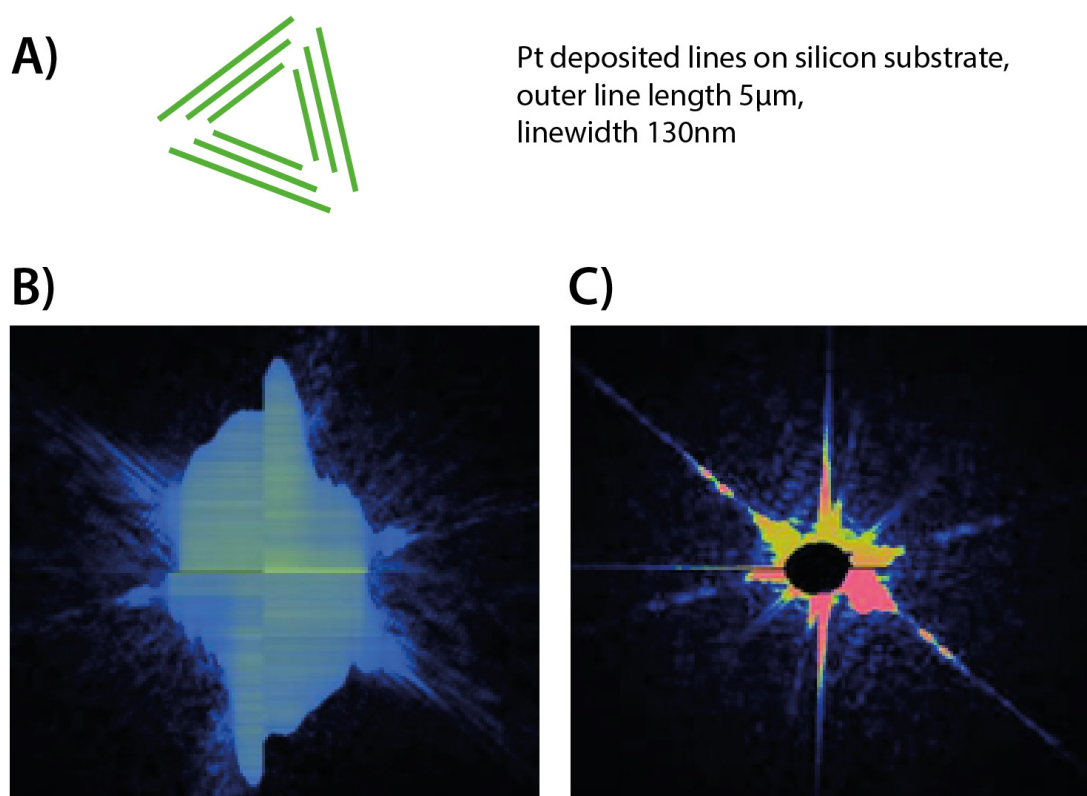 A)
Pt deposited lines on silicon substrate,
outer line length 5µm,
linewidth 130nm
B)
C)